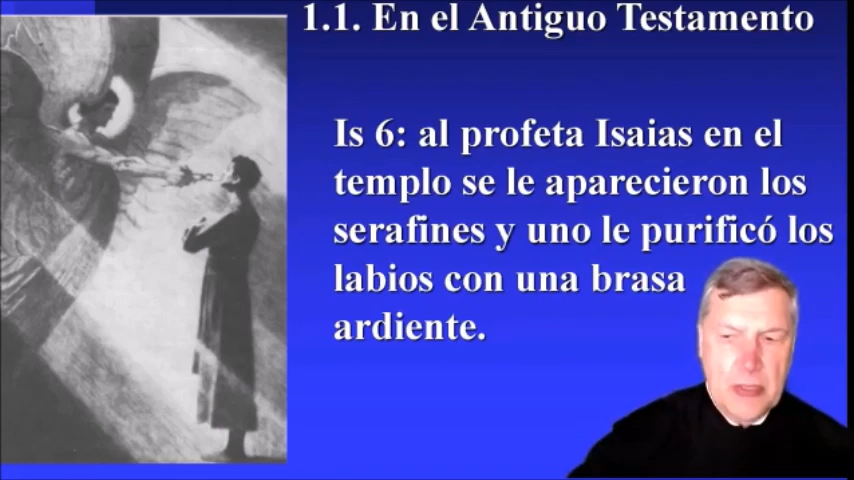 1.1. En el Antiguo Testamento
Is 6: al profeta Isaias en el
templo se le aparecieron los
serafines y uno le purificó los
labios con una brasa
ardiente.